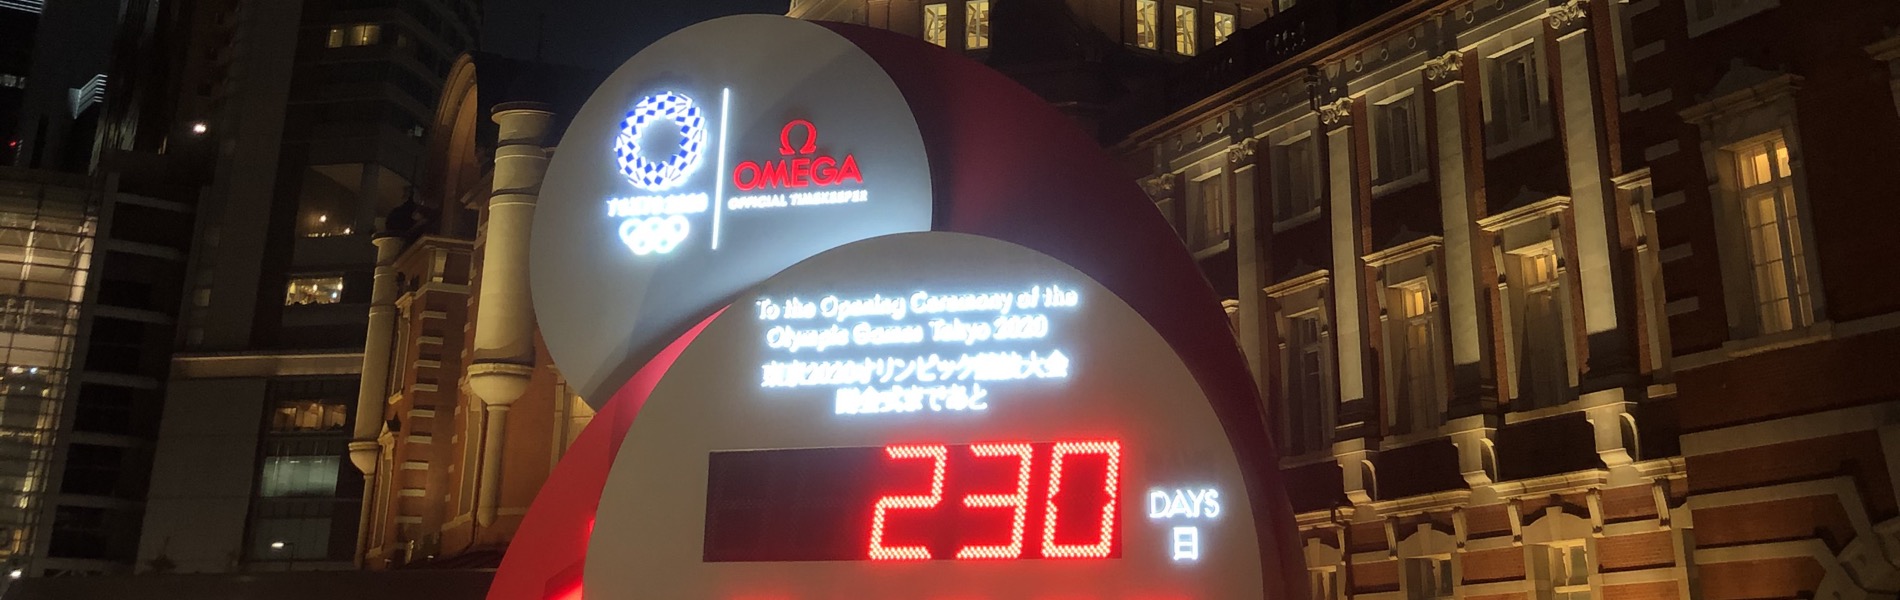 TOKYO 2020
Ω
OMEGA
OFFICIAL TIMEKEEPER
To the Opening Ceremony of the
Olympic Games Tokyo 2020
東京2020オリンピック競技大会
開会式まであと
230
DAYS
日